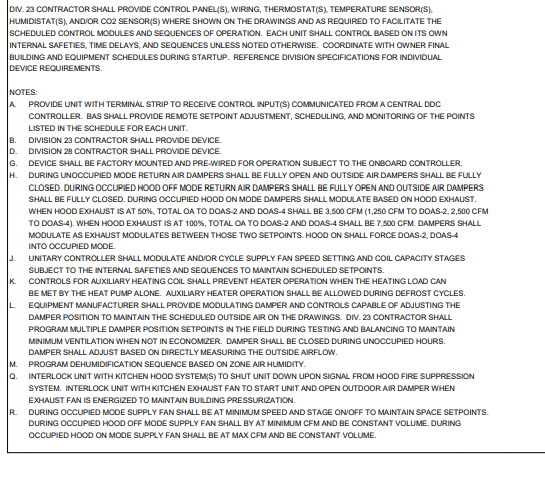 DIV. 23 CONTRACTOR SHALL PROVIDE CONTROL PANEL(S), WIRING, THERMOSTAT(S), TEMPERATURE SENSOR(S),
HUMIDISTAT(S), AND/OR CO2 SENSOR(S) WHERE SHOWN ON THE DRAWINGS AND AS REQUIRED TO FACILITATE THE
SCHEDULED CONTROL MODULES AND SEQUENCES OF OPERATION. EACH UNIT SHALL CONTROL BASED ON ITS OWN
INTERNAL SAFETIES, TIME DELAYS, AND SEQUENCES UNLESS NOTED OTHERWISE. COORDINATE WITH OWNER FINAL
BUILDING AND EQUIPMENT SCHEDULES DURING STARTUP. REFERENCE DIVISION SPECIFICATIONS FOR INDIVIDUAL
DEVICE REQUIREMENTS.
NOTES:
A. PROVIDE UNIT WITH TERMINAL STRIP TO RECEIVE CONTROL INPUT(S) COMMUNICATED FROM A CENTRAL DDC
CONTROLLER. BAS SHALL PROVIDE REMOTE SETPOINT ADJUSTMENT, SCHEDULING, AND MONITORING OF THE POINTS
LISTED IN THE SCHEDULE FOR EACH UNIT.
B. DIVISION 23 CONTRACTOR SHALL PROVIDE DEVICE.
D. DIVISION 28 CONTRACTOR SHALL PROVIDE DEVICE.
G. DEVICE SHALL BE FACTORY MOUNTED AND PRE-WIRED FOR OPERATION SUBJECT TO THE ONBOARD CONTROLLER.
H. DURING UNOCCUPIED MODE RETURN AIR DAMPERS SHALL BE FULLY OPEN AND OUTSIDE AIR DAMPERS SHALL BE FULLY
CLOSED. DURING OCCUPIED HOOD OFF MODE RETURN AIR DAMPERS SHALL BE FULLY OPEN AND OUTSIDE AIR DAMPERS
SHALL BE FULLY CLOSED. DURING OCCUPIED HOOD ON MODE DAMPERS SHALL MODULATE BASED ON HOOD EXHAUST.
WHEN HOOD EXHAUST IS AT 50%, TOTAL OA TO DOAS-2 AND DOAS-4 SHALL BE 3,500 CFM (1,250 CFM TO DOAS-2, 2,500 CFM
TO DOAS-4). WHEN HOOD EXHAUST IS AT 100%, TOTAL OA TO DOAS-2 AND DOAS-4 SHALL BE 7,500 CFM. DAMPERS SHALL
MODULATE AS EXHAUST MODULATES BETWEEN THOSE TWO SETPOINTS. HOOD ON SHALL FORCE DOAS-2, DOAS-4
INTO OCCUPIED MODE.
J. UNITARY CONTROLLER SHALL MODULATE AND/OR CYCLE SUPPLY FAN SPEED SETTING AND COIL CAPACITY STAGES
SUBJECT TO THE INTERNAL SAFETIES AND SEQUENCES TO MAINTAIN SCHEDULED SETPOINTS.
K. CONTROLS FOR AUXILIARY HEATING COIL SHALL PREVENT HEATER OPERATION WHEN THE HEATING LOAD CAN
BE MET BY THE HEAT PUMP ALONE. AUXILIARY HEATER OPERATION SHALL BE ALLOWED DURING DEFROST CYCLES.
L. EQUIPMENT MANUFACTURER SHALL PROVIDE MODULATING DAMPER AND CONTROLS CAPABLE OF ADJUSTING THE
DAMPER POSITION TO MAINTAIN THE SCHEDULED OUTSIDE AIR ON THE DRAWINGS. DIV. 23 CONTRACTOR SHALL
PROGRAM MULTIPLE DAMPER POSITION SETPOINTS IN THE FIELD DURING TESTING AND BALANCING TO MAINTAIN
MINIMUM VENTILATION WHEN NOT IN ECONOMIZER. DAMPER SHALL BE CLOSED DURING UNOCCUPIED HOURS.
DAMPER SHALL ADJUST BASED ON DIRECTLY MEASURING THE OUTSIDE AIRFLOW.
M. PROGRAM DEHUMIDIFICATION SEQUENCE BASED ON ZONE AIR HUMIDITY.
Q. INTERLOCK UNIT WITH KITCHEN HOOD SYSTEM(S) TO SHUT UNIT DOWN UPON SIGNAL FROM HOOD FIRE SUPPRESSION
SYSTEM. INTERLOCK UNIT WITH KITCHEN EXHAUST FAN TO START UNIT AND OPEN OUTDOOR AIR DAMPER WHEN
EXHAUST FAN IS ENERGIZED TO MAINTAIN BUILDING PRESSURIZATION.
R. DURING OCCUPIED MODE SUPPLY FAN SHALL BE AT MINIMUM SPEED AND STAGE ON/OFF TO MAINTAIN SPACE SETPOINTS.
DURING OCCUPIED HOOD OFF MODE SUPPLY FAN SHALL BY AT MINIMUM CFM AND BE CONSTANT VOLUME. DURING
OCCUPIED HOOD ON MODE SUPPLY FAN SHALL BE AT MAX CFM AND BE CONSTANT VOLUME.